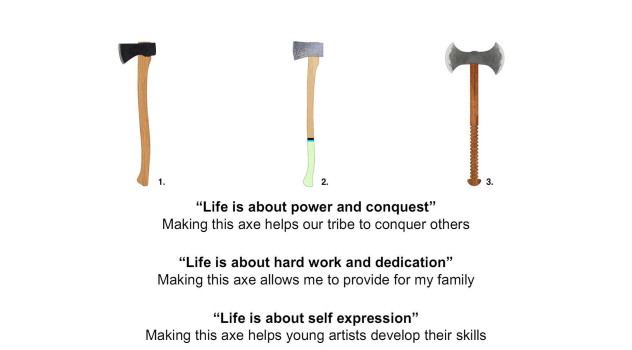 1.
2.
3.
“Life is about power and conquest”
Making this axe helps our tribe to conquer others
“Life is about hard work and dedication”
Making this axe allows me to provide for my family
“Life is about self expression”
Making this axe helps young artists develop their skills